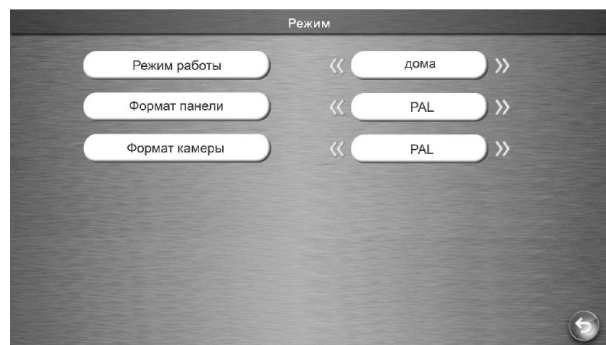 Режим
Режим работы « дома »
Формат панели « PAL »
Формат камеры « PAL »